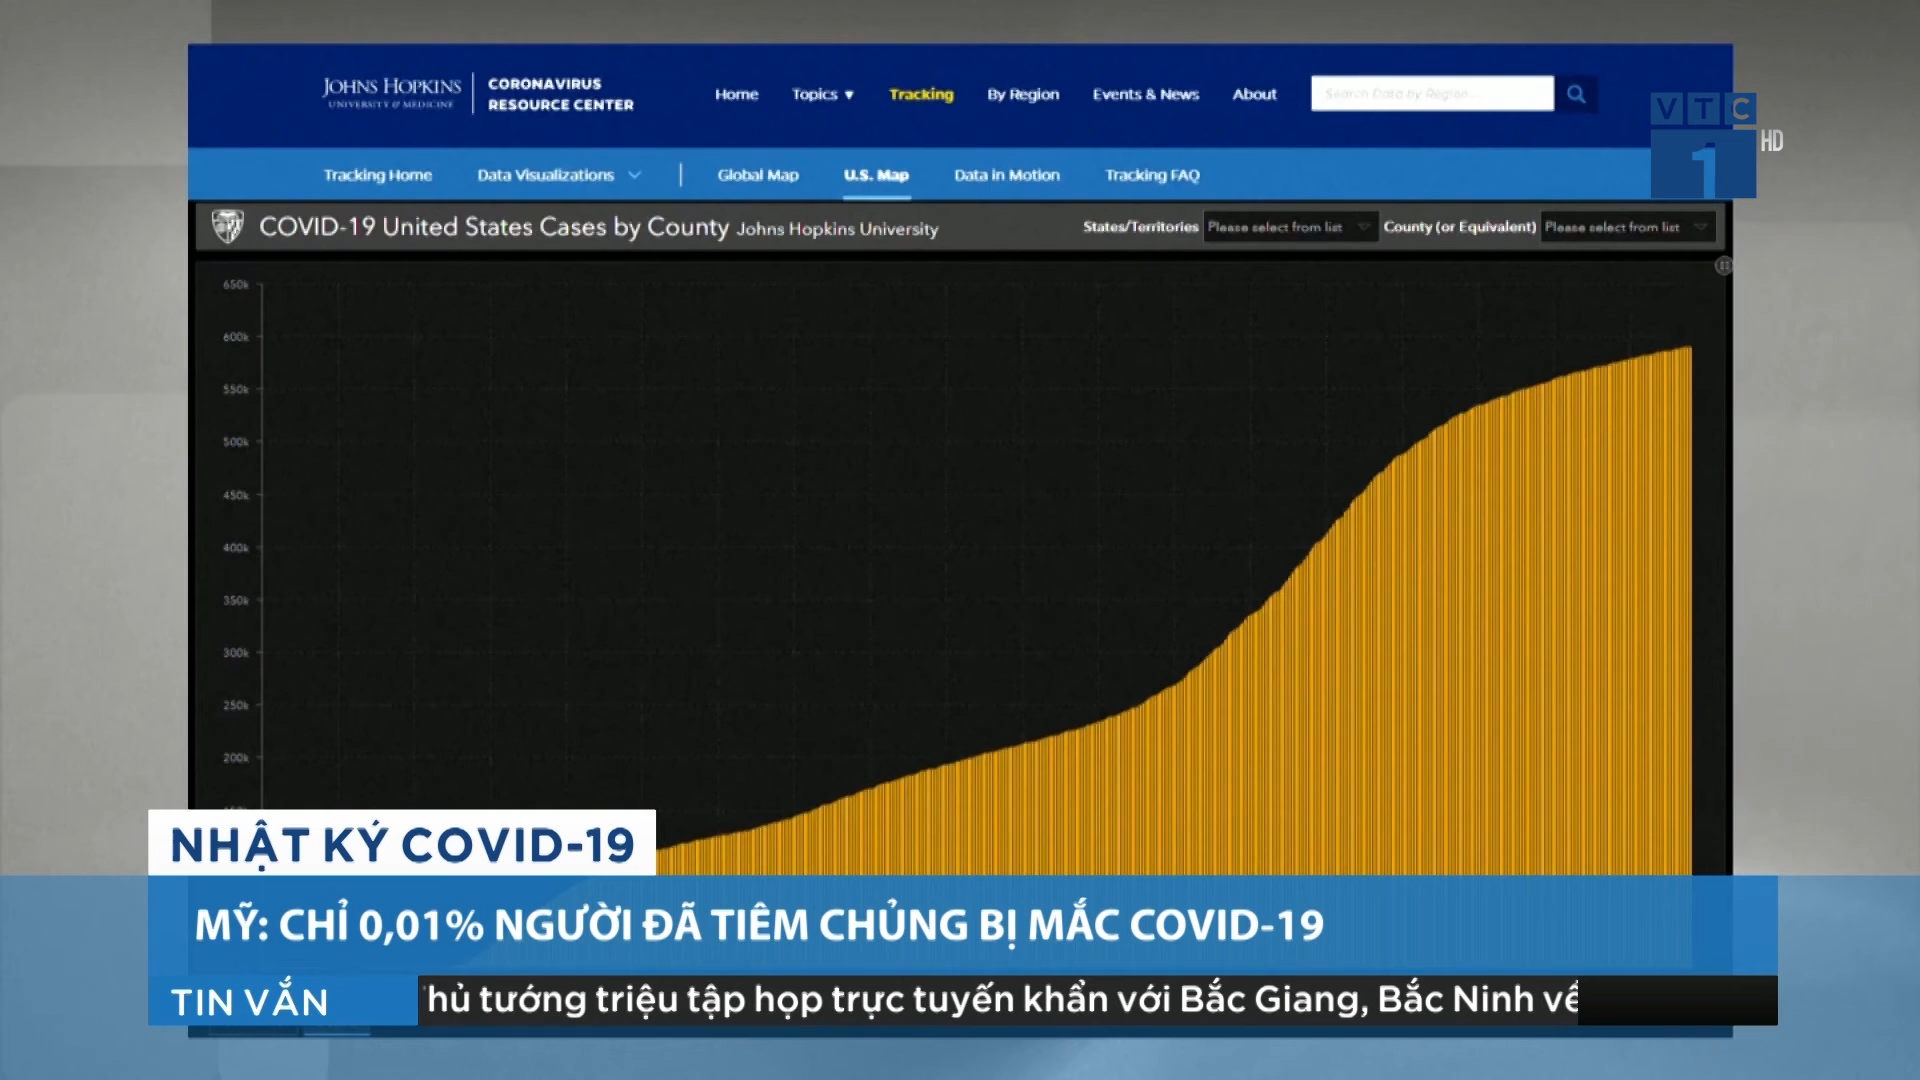 JOHNS HOPKINS
UNIVERSITY & MEDICINE
CORONAVIRUS
RESOURCE CENTER
Home
Topics ▼
Tracking
By Region
Events & News
About
Search Data by Region...
VTC
1
HD
Tracking Home
Data Visualizations
Global Map
U.S. Map
Data in Motion
Tracking FAQ
COVID-19 United States Cases by County Johns Hopkins University
States/Territories
Please select from list
County (or Equivalent)
Please select from list
650k
600k
550k
500k
450k
400k
350k
300k
250k
200k
NHẬT KÝ COVID-19
MỸ: CHỈ 0,01% NGƯỜI ĐÃ TIÊM CHỦNG BỊ MẮC COVID-19
TIN VẮN
hủ tướng triệu tập họp trực tuyến khẩn với Bắc Giang, Bắc Ninh về